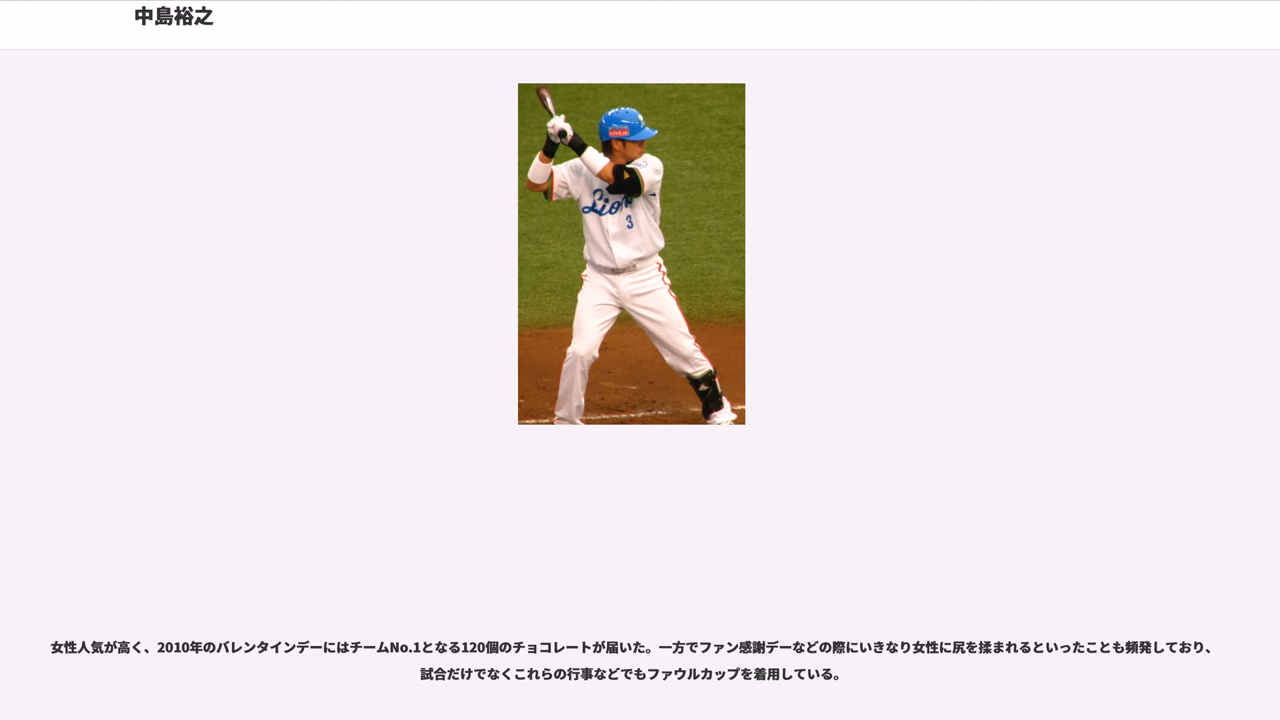 中島裕之
Lions
3
女性人気が高く、2010年のバレンタインデーにはチームNo.1となる120個のチョコレートが届いた。一方でファン感謝デーなどの際にいきなり女性に尻を揉まれるといったことも頻発しており、
試合だけでなくこれらの行事などでもファウルカップを着用している。